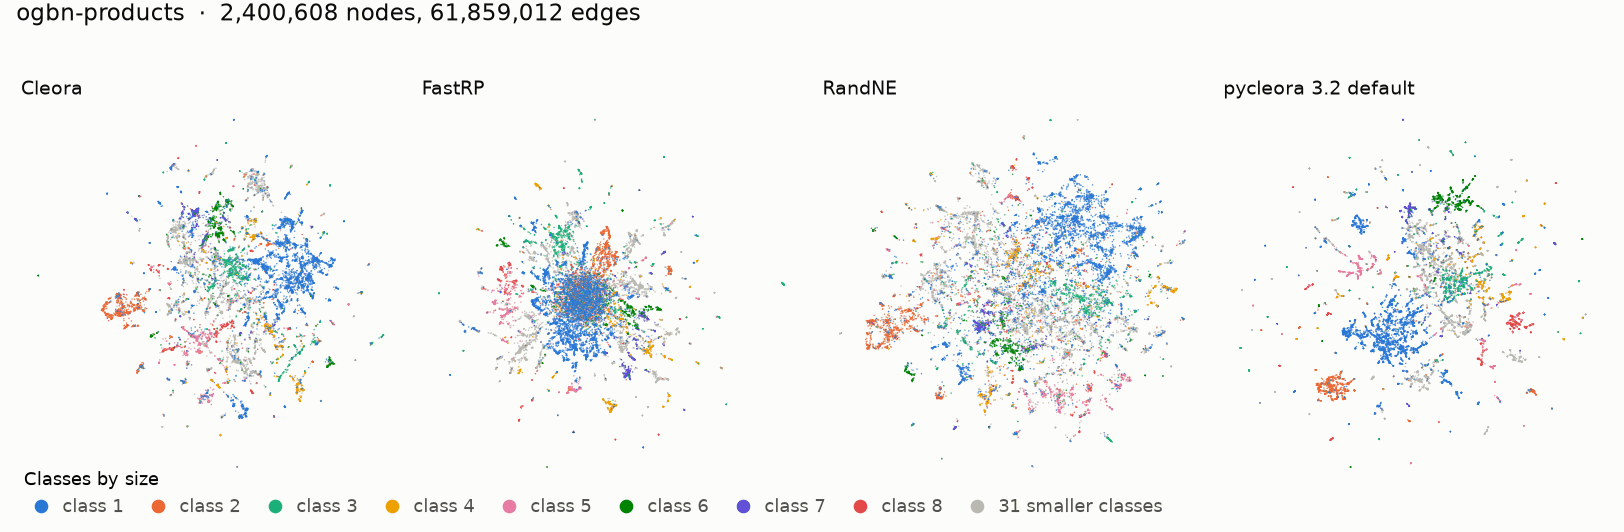 ogbn-products · 2,400,608 nodes, 61,859,012 edges
Cleora FastRP RandNE pycleora 3.2 default
Classes by size
class 1 class 2 class 3 class 4 class 5 class 6 class 7 class 8 31 smaller classes